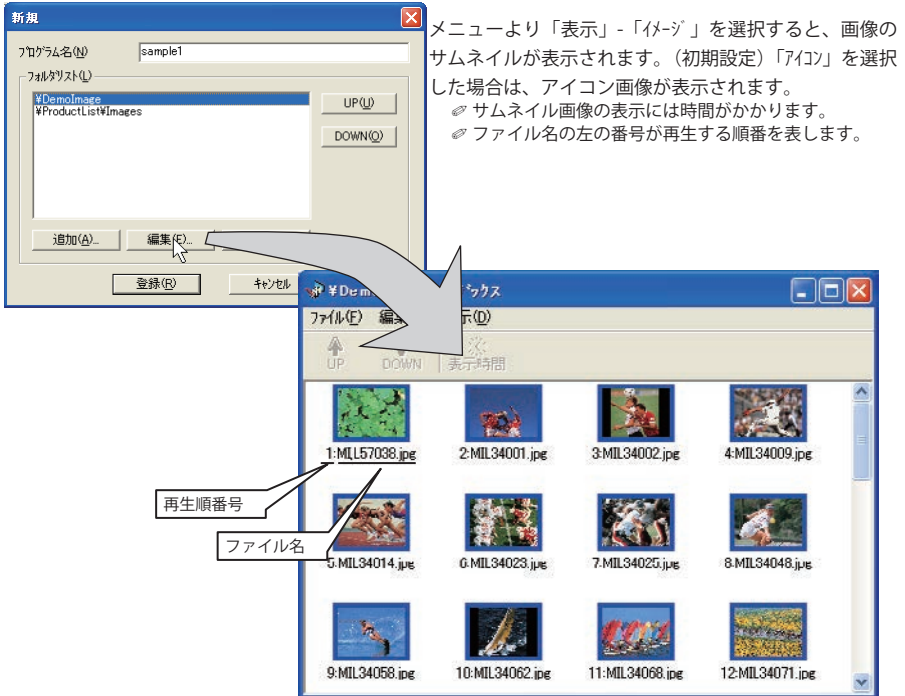 新規
プログラム名(N)
sample1
フォルダリスト(L)
¥DemoImage
¥ProductList¥Images
UP(U)
DOWN(O)
追加(A)...
編集(E)...
登録(R)
キャンセル
メニューより「表示」-「ｲﾒｰｼﾞ」を選択すると、画像の
サムネイルが表示されます。（初期設定）「ｱｲｺﾝ」を選択
した場合は、アイコン画像が表示されます。
サムネイル画像の表示には時間がかかります。
ファイル名の左の番号が再生する順番を表します。
ファイル(F) 編集 (D)
UP DOWN 表示時間
1:MIL57038.jpg 2:MIL34001.jpg 3:MIL34002.jpg 4:MIL34009.jpg
再生順番号
ファイル名
5:MIL34014.jpg 6:MIL34023.jpg 7:MIL34025.jpg 8:MIL34048.jpg
9:MIL34058.jpg 10:MIL34062.jpg 11:MIL34068.jpg 12:MIL34071.jpg